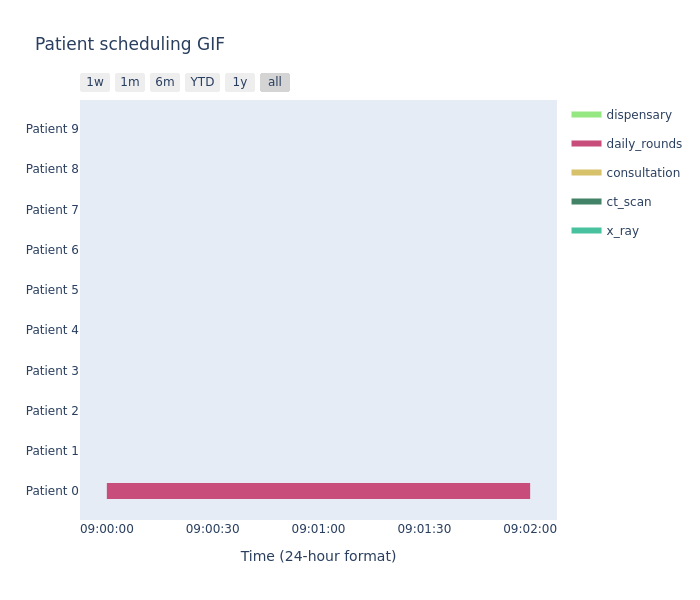 Patient scheduling GIF
1w 1m 6m YTD 1y all
dispensary
daily_rounds
consultation
ct_scan
x_ray
Patient 9
Patient 8
Patient 7
Patient 6
Patient 5
Patient 4
Patient 3
Patient 2
Patient 1
Patient 0
09:00:00 09:00:30 09:01:00 09:01:30 09:02:00
Time (24-hour format)